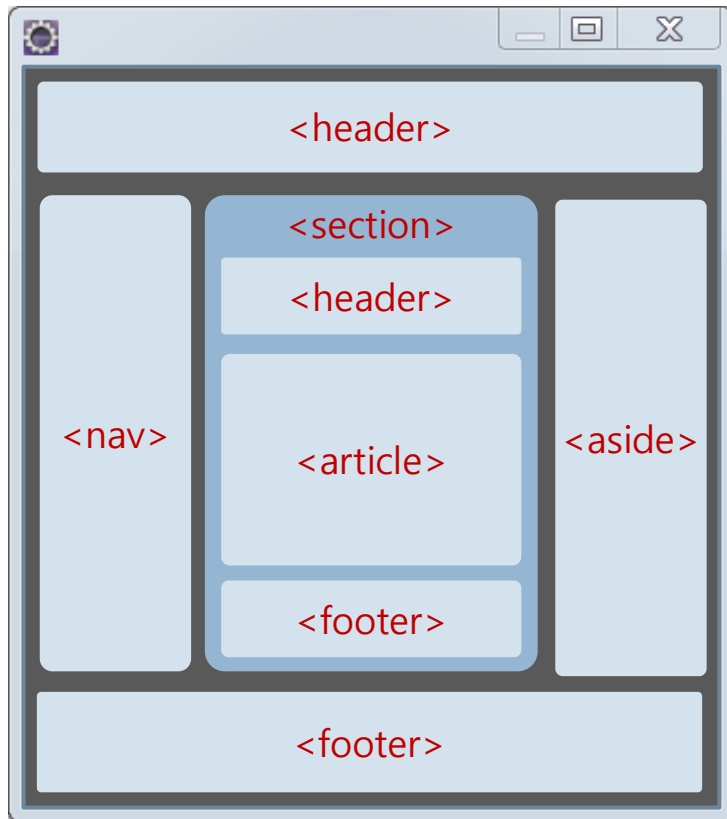 <header>
<nav>
<section>
<header>
<article>
<footer>
<aside>
<footer>